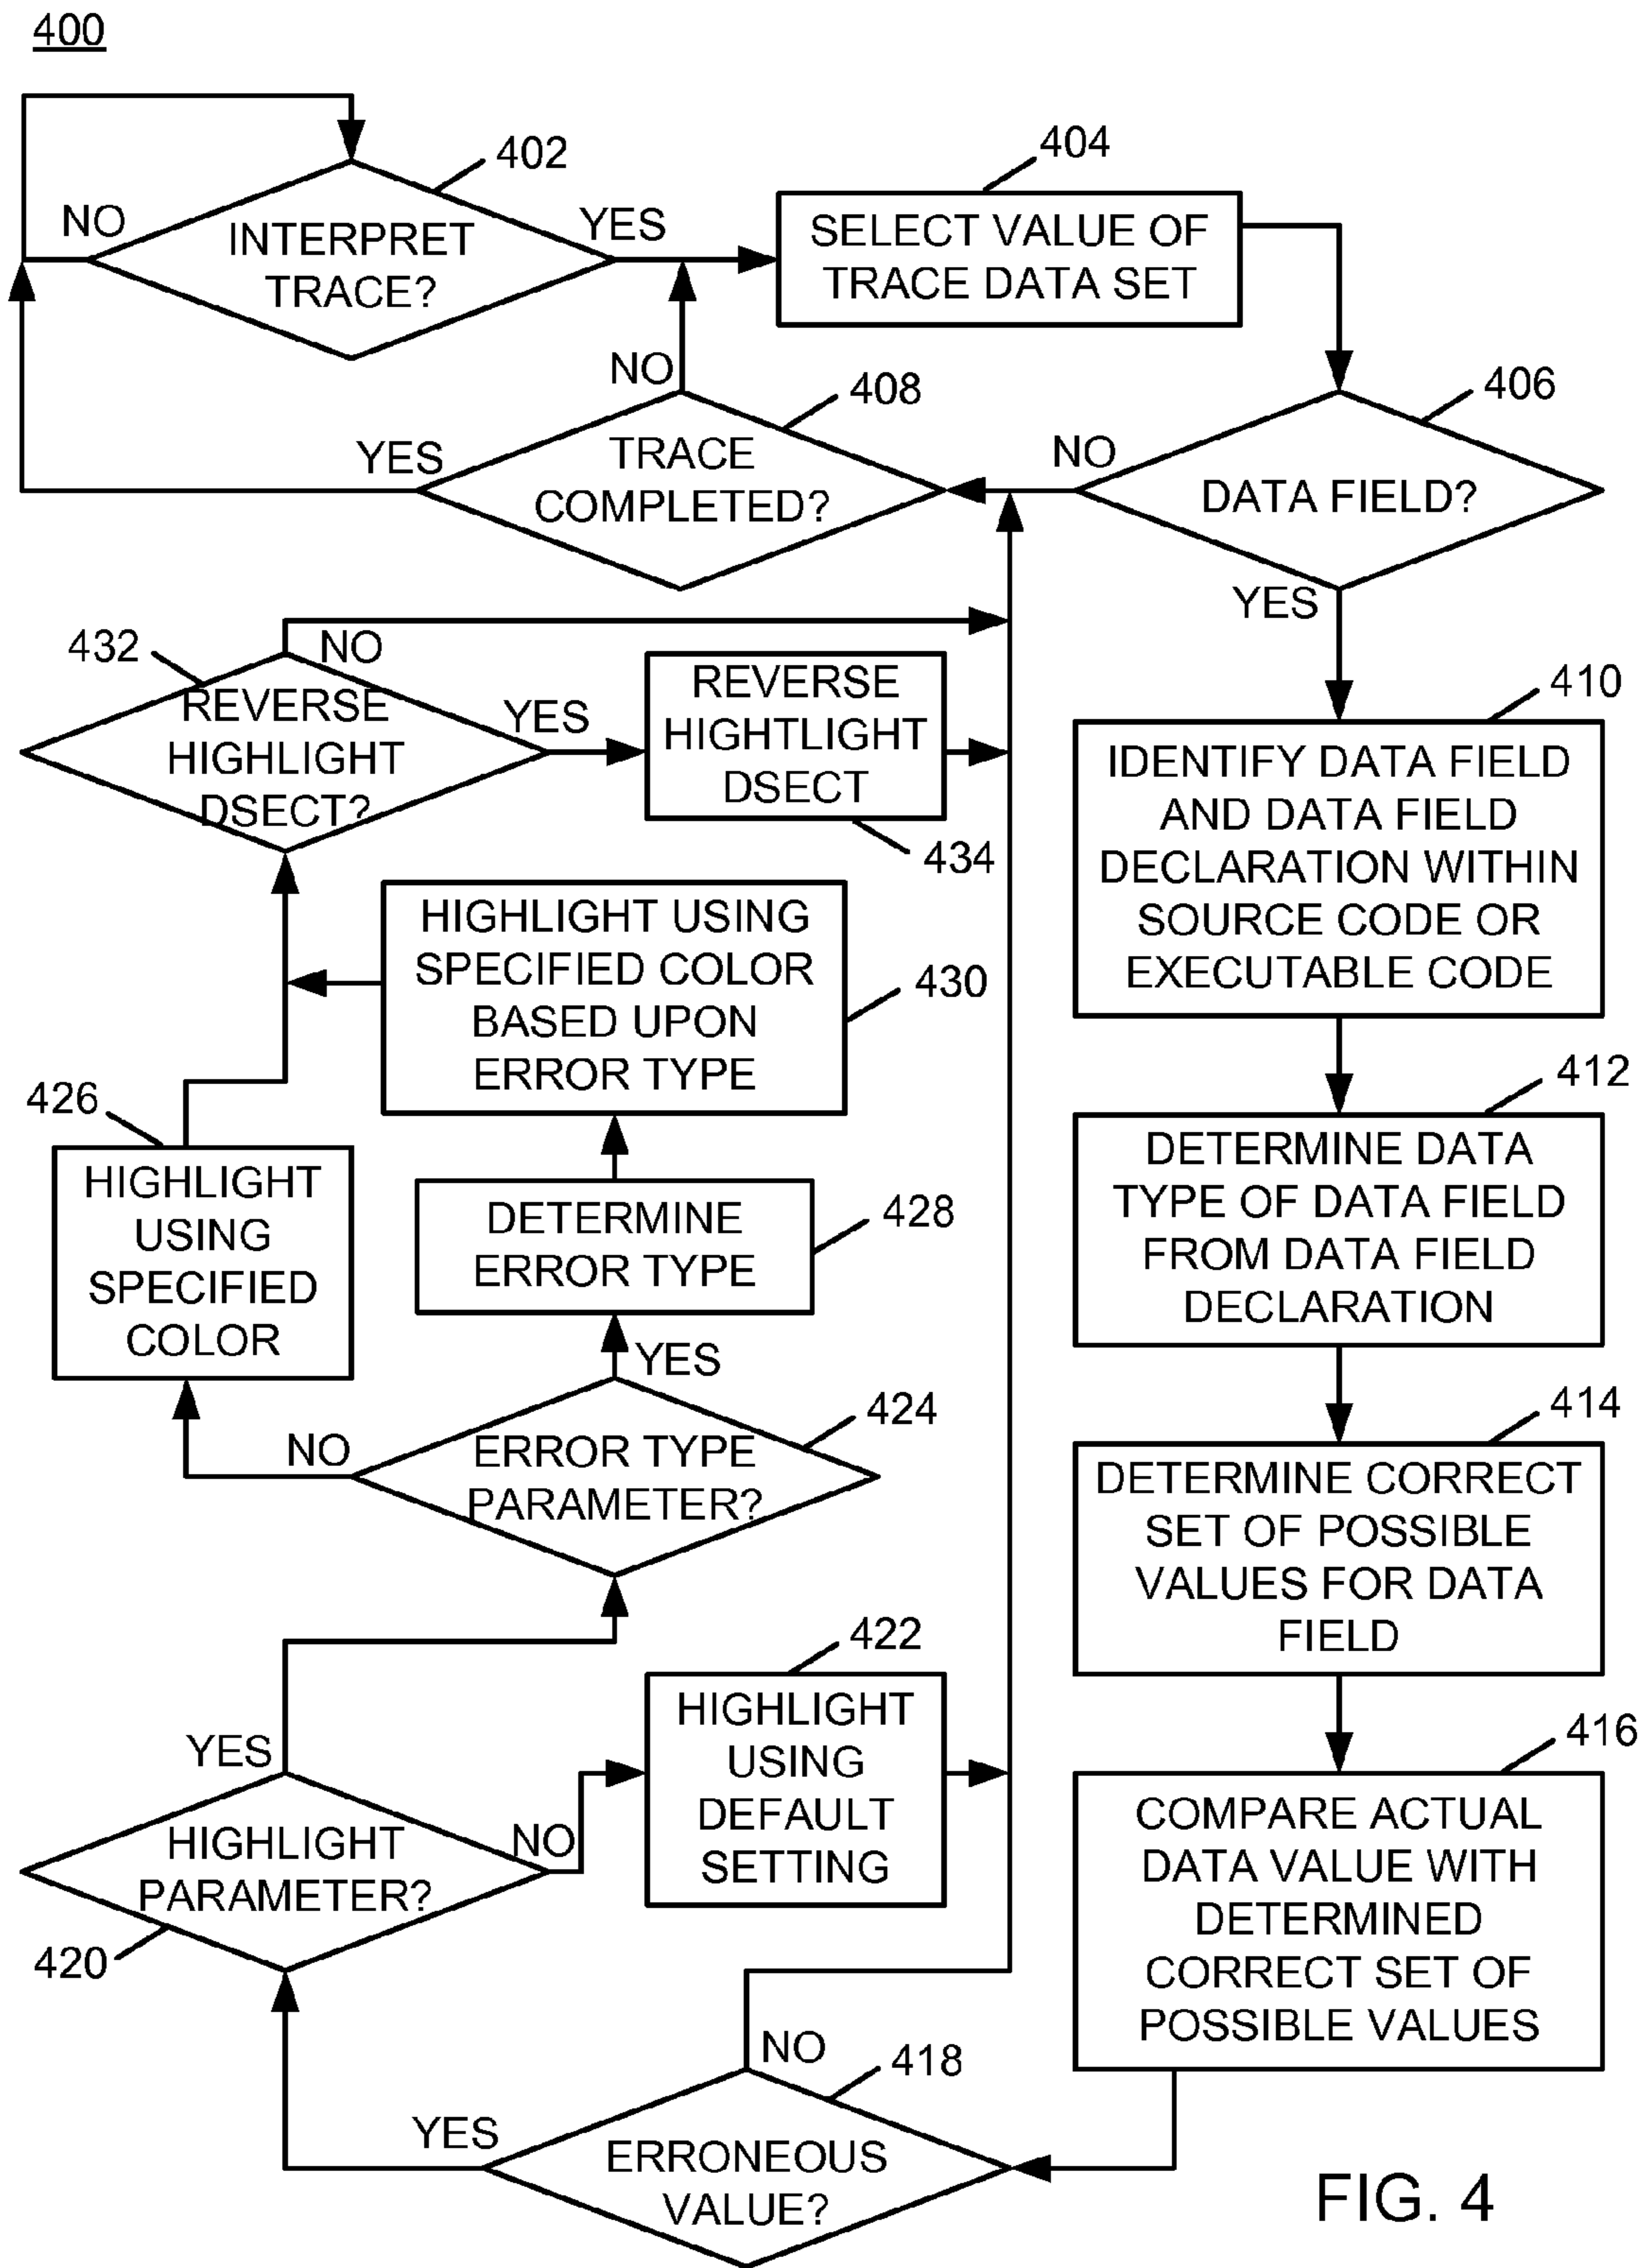 400
402
NO
INTERPRET
TRACE?
YES
404
SELECT VALUE OF
TRACE DATA SET
NO
408
YES
TRACE
COMPLETED?
406
NO
DATA FIELD?
YES
432
NO
REVERSE
HIGHLIGHT
DSECT?
YES
REVERSE
HIGHTLIGHT
DSECT
434
410
IDENTIFY DATA FIELD
AND DATA FIELD
DECLARATION WITHIN
SOURCE CODE OR
EXECUTABLE CODE
HIGHLIGHT USING
SPECIFIED COLOR
BASED UPON
ERROR TYPE
430
412
DETERMINE DATA
TYPE OF DATA FIELD
FROM DATA FIELD
DECLARATION
426
HIGHLIGHT
USING
SPECIFIED
COLOR
DETERMINE
ERROR TYPE
428
YES
424
NO
ERROR TYPE
PARAMETER?
414
DETERMINE CORRECT
SET OF POSSIBLE
VALUES FOR DATA
FIELD
422
HIGHLIGHT
USING
DEFAULT
SETTING
YES
HIGHLIGHT
PARAMETER?
NO
420
416
COMPARE ACTUAL
DATA VALUE WITH
DETERMINED
CORRECT SET OF
POSSIBLE VALUES
NO
418
YES
ERRONEOUS
VALUE?
FIG. 4